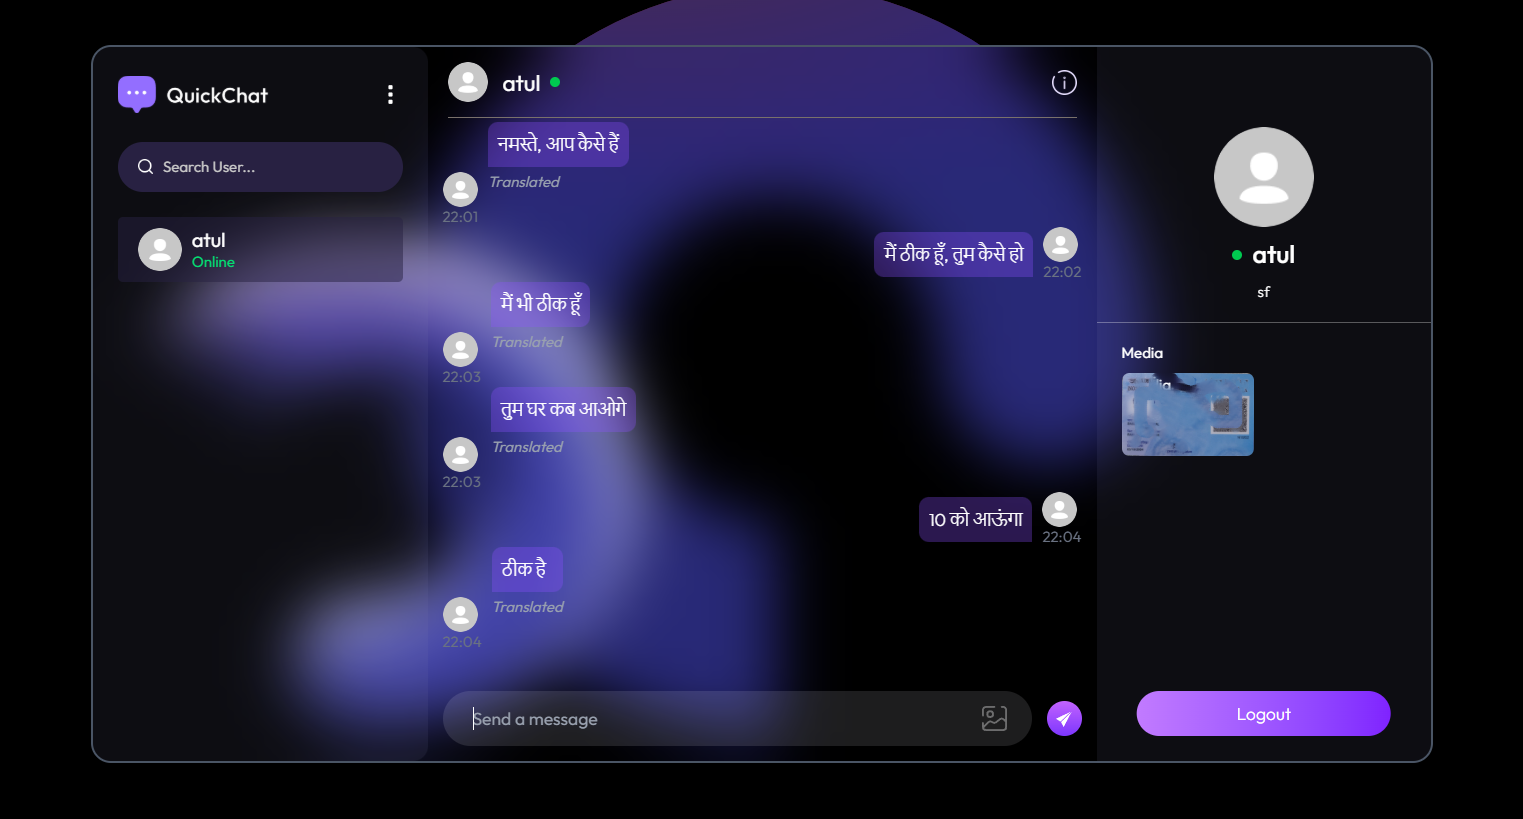 QuickChat
Search User...
atul
Online
atul
नमस्ते, आप कैसे हैं
Translated
22:01
मैं ठीक हूँ, तुम कैसे हो
22:02
मैं भी ठीक हूँ
Translated
22:03
तुम घर कब आओगे
Translated
22:03
10 को आऊंगा
22:04
ठीक है
Translated
22:04
Send a message
atul
sf
Media
Logout